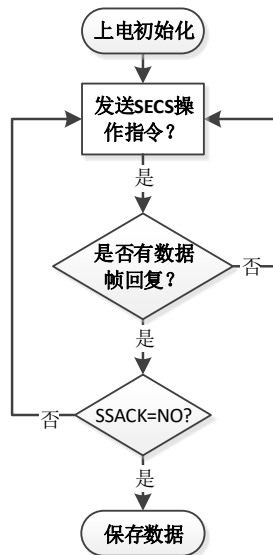 上电初始化
发送SECS操
作指令？
是
是否有数据
帧回复？
否
是
SSACK=NO?
否
是
保存数据